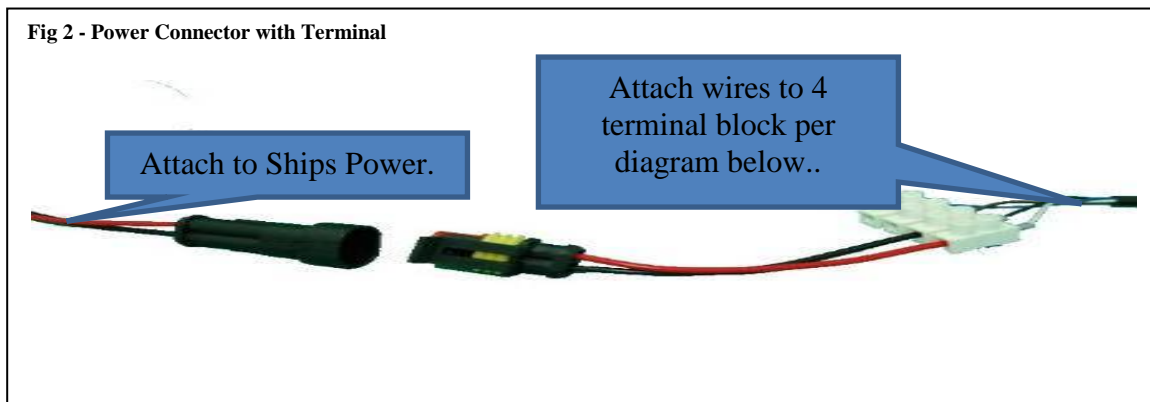 Fig 2 - Power Connector with Terminal
Attach wires to 4
terminal block per
diagram below..
Attach to Ships Power.